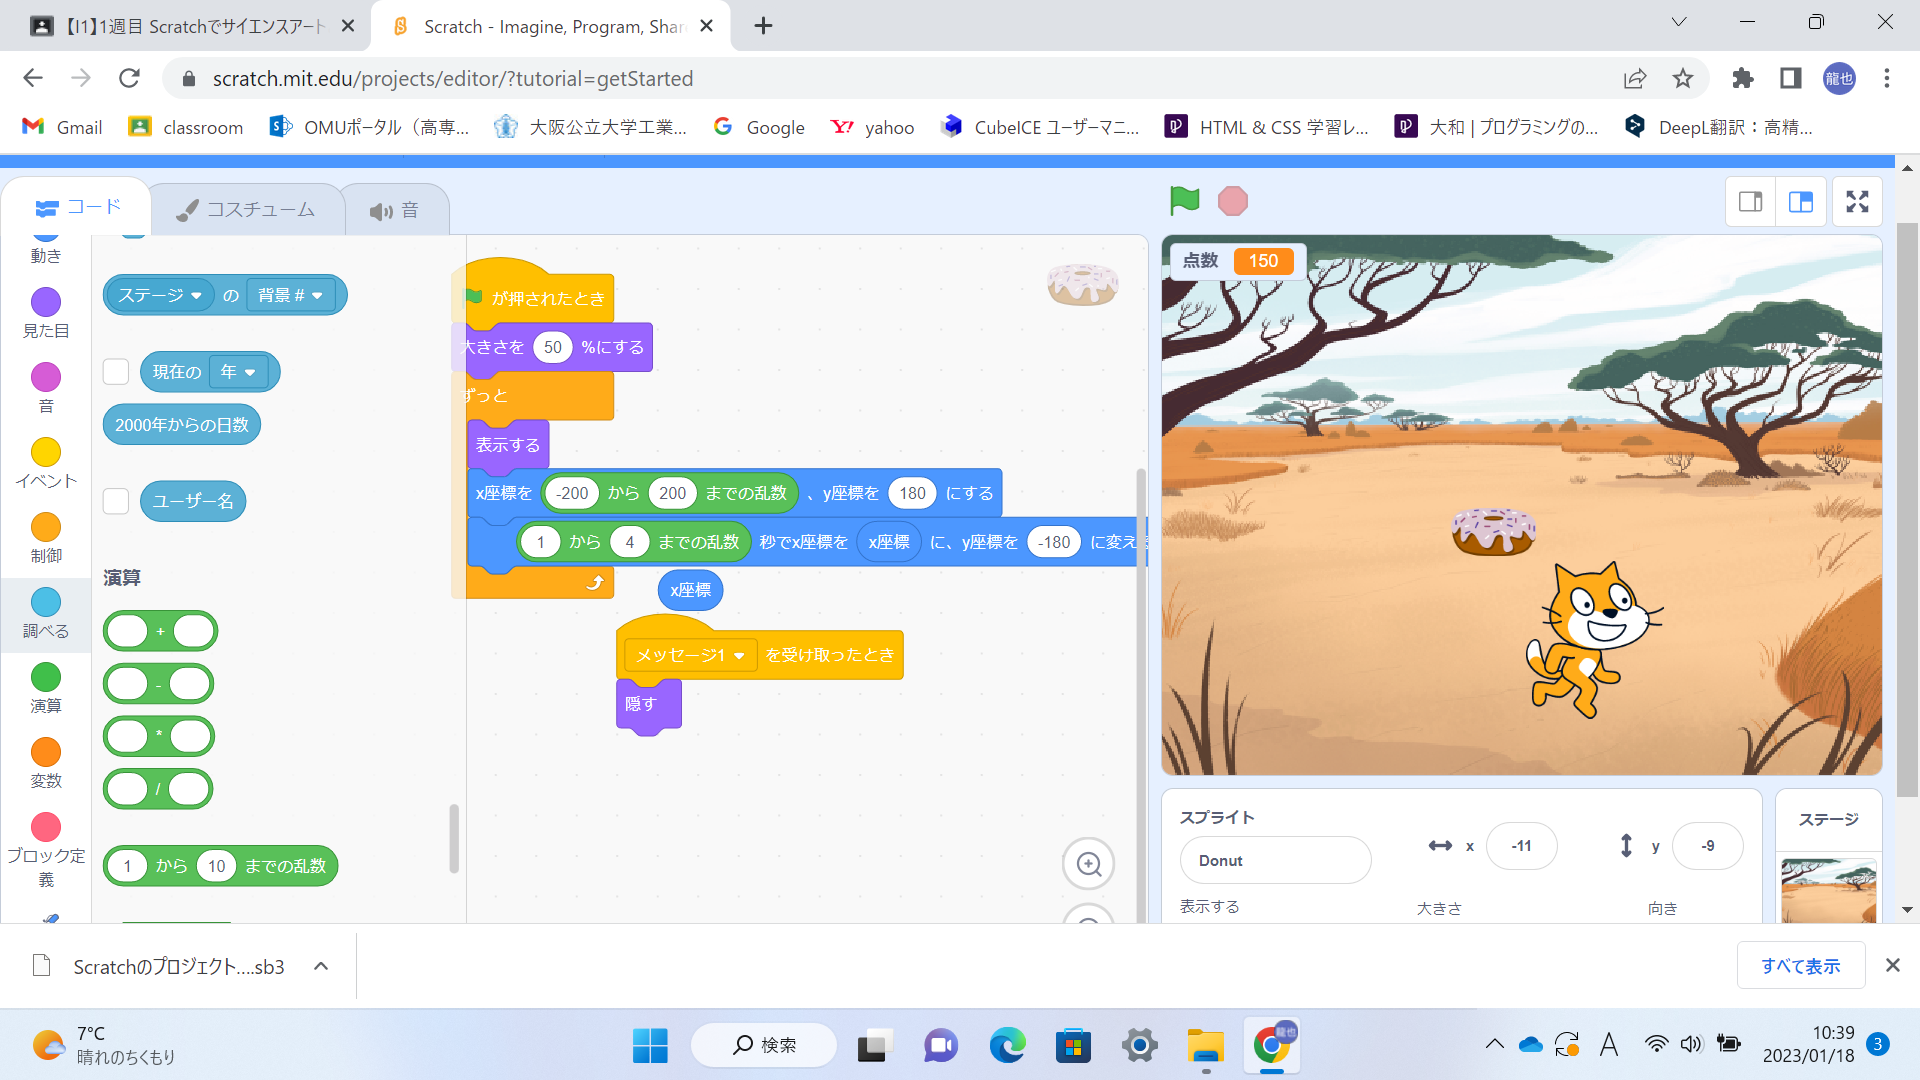 【I1】1週目 Scratchでサイエンスアート
Scratch - Imagine, Program, Shar
scratch.mit.edu/projects/editor/?tutorial=getStarted
龍也
Gmail
classroom
OMUポータル（高専...
大阪公立大学工業...
Google
yahoo
CubeICE ユーザーマニ...
HTML & CSS 学習レ...
大和 | プログラミングの...
DeepL翻訳：高精...
コード
コスチューム
音
動き
見た目
音
イベント
制御
調べる
演算
変数
ブロック定義
ステージ の 背景 #
現在の 年
2000年からの日数
ユーザー名
演算
+
-
*
/
1 から 10 までの乱数
が押されたとき
大きさを 50 %にする
ずっと
表示する
x座標を -200 から 200 までの乱数 、y座標を 180 にする
1 から 4 までの乱数 秒でx座標を x座標 に、y座標を -180 に変え
x座標
メッセージ1 を受け取ったとき
隠す
点数 150
スプライト
Donut
x -11
y -9
表示する
大きさ
向き
ステージ
Scratchのプロジェクト....sb3
すべて表示
7°C
晴れのちくもり
検索
龍也
A
10:39
2023/01/18
3